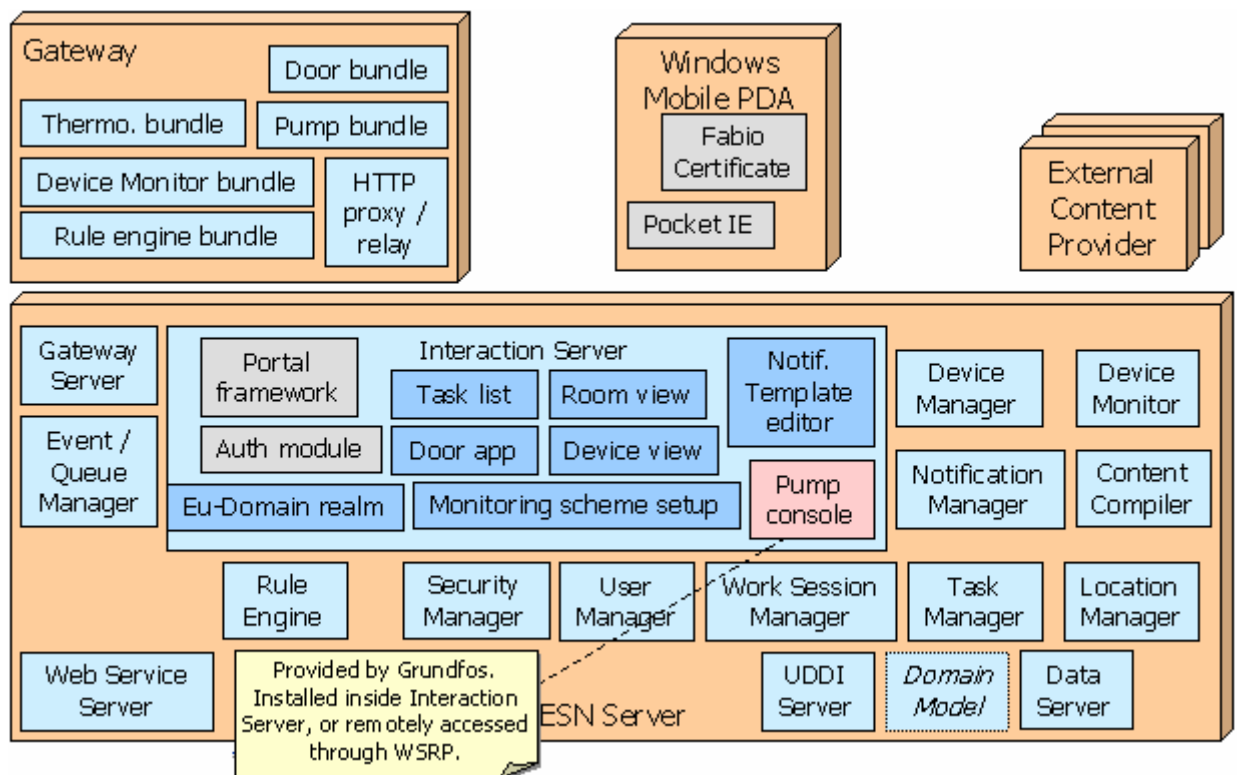 Gateway
Door bundle
Thermo. bundle
Pump bundle
Device Monitor bundle
Rule engine bundle
HTTP
proxy /
relay
Windows
Mobile PDA
Fabio
Certificate
Pocket IE
External
Content
Provider
Gateway
Server
Event /
Queue
Manager
Interaction Server
Portal
framework
Auth module
Eu-Domain realm
Task list
Room view
Door app
Device view
Monitoring scheme setup
Notif.
Template
editor
Pump
console
Device
Manager
Device
Monitor
Notification
Manager
Content
Compiler
Rule
Engine
Security
Manager
User
Manager
Work Session
Manager
Task
Manager
Location
Manager
Web Service
Server
Provided by Grundfos.
Installed inside Interaction
Server, or remotely accessed
through WSRP.
ESN Server
UDDI
Server
Domain
Model
Data
Server